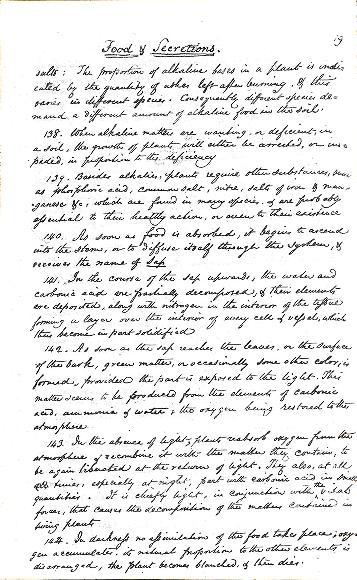 19
Food & Secretions.
salts: The proportion of alkaline bases in a plant is indi-
cated by the quantity of ashes left after burning, & this
varies in different species. Consequently different species de-
mand a different amount of alkaline food in the soil.
138. When alkaline matters are wanting, or deficient, in
a soil, the growth of plants will either be arrested, or im-
peded, in proportion to the deficiency
139. Besides alkalies, plants require other substances, such
as phosphoric acid, common salt, nitre, salts of iron & man-
ganese &c, which are found in many species, & are probably
essential to their healthy action, or even to their existence
140. As soon as food is absorbed, it begins to ascend
into the stems, or to diffuse itself through the system, &
receives the name of Sap
141. In the course of the sap upwards, the water and
carbonic acid are partially decomposed, & their elements
are deposited, along with nitrogen in the interior of the tissue
forming a layer over the interior of every cell & vessel, which
thus become in part solidified
142. As soon as the sap reaches the leaves, or the surface
of the bark, green matter, or occasionally some other color, is
formed, provided the part is exposed to the light. This
matter seems to be produced from the elements of carbonic
acid, ammonia & water; the oxygen being restored to the
atmosphere
143. In the absence of light, plants reabsorb oxygen from the
atmosphere & recombine it with the matter they contain, to
be again liberated at the return of light. They also, at all
times, especially at night, part with carbonic acid in small
quantities. It is chiefly light, in conjunction with the vital
forces, that causes the decomposition of the matters contained in
living plants
144. In darkness no assimilation of the food takes place; oxy-
gen accumulates, its natural proportion to the other elements, is
disarranged, the plant becomes blanched, & then dies.